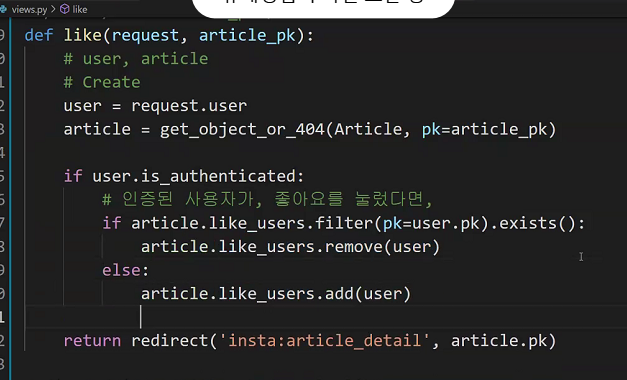 views.py > like
def like(request, article_pk):
# user, article
# Create
user = request.user
article = get_object_or_404(Article, pk=article_pk)
if user.is_authenticated:
# 인증된 사용자가, 좋아요를 눌렀다면,
if article.like_users.filter(pk=user.pk).exists():
article.like_users.remove(user)
else:
article.like_users.add(user)
return redirect('insta:article_detail', article.pk)